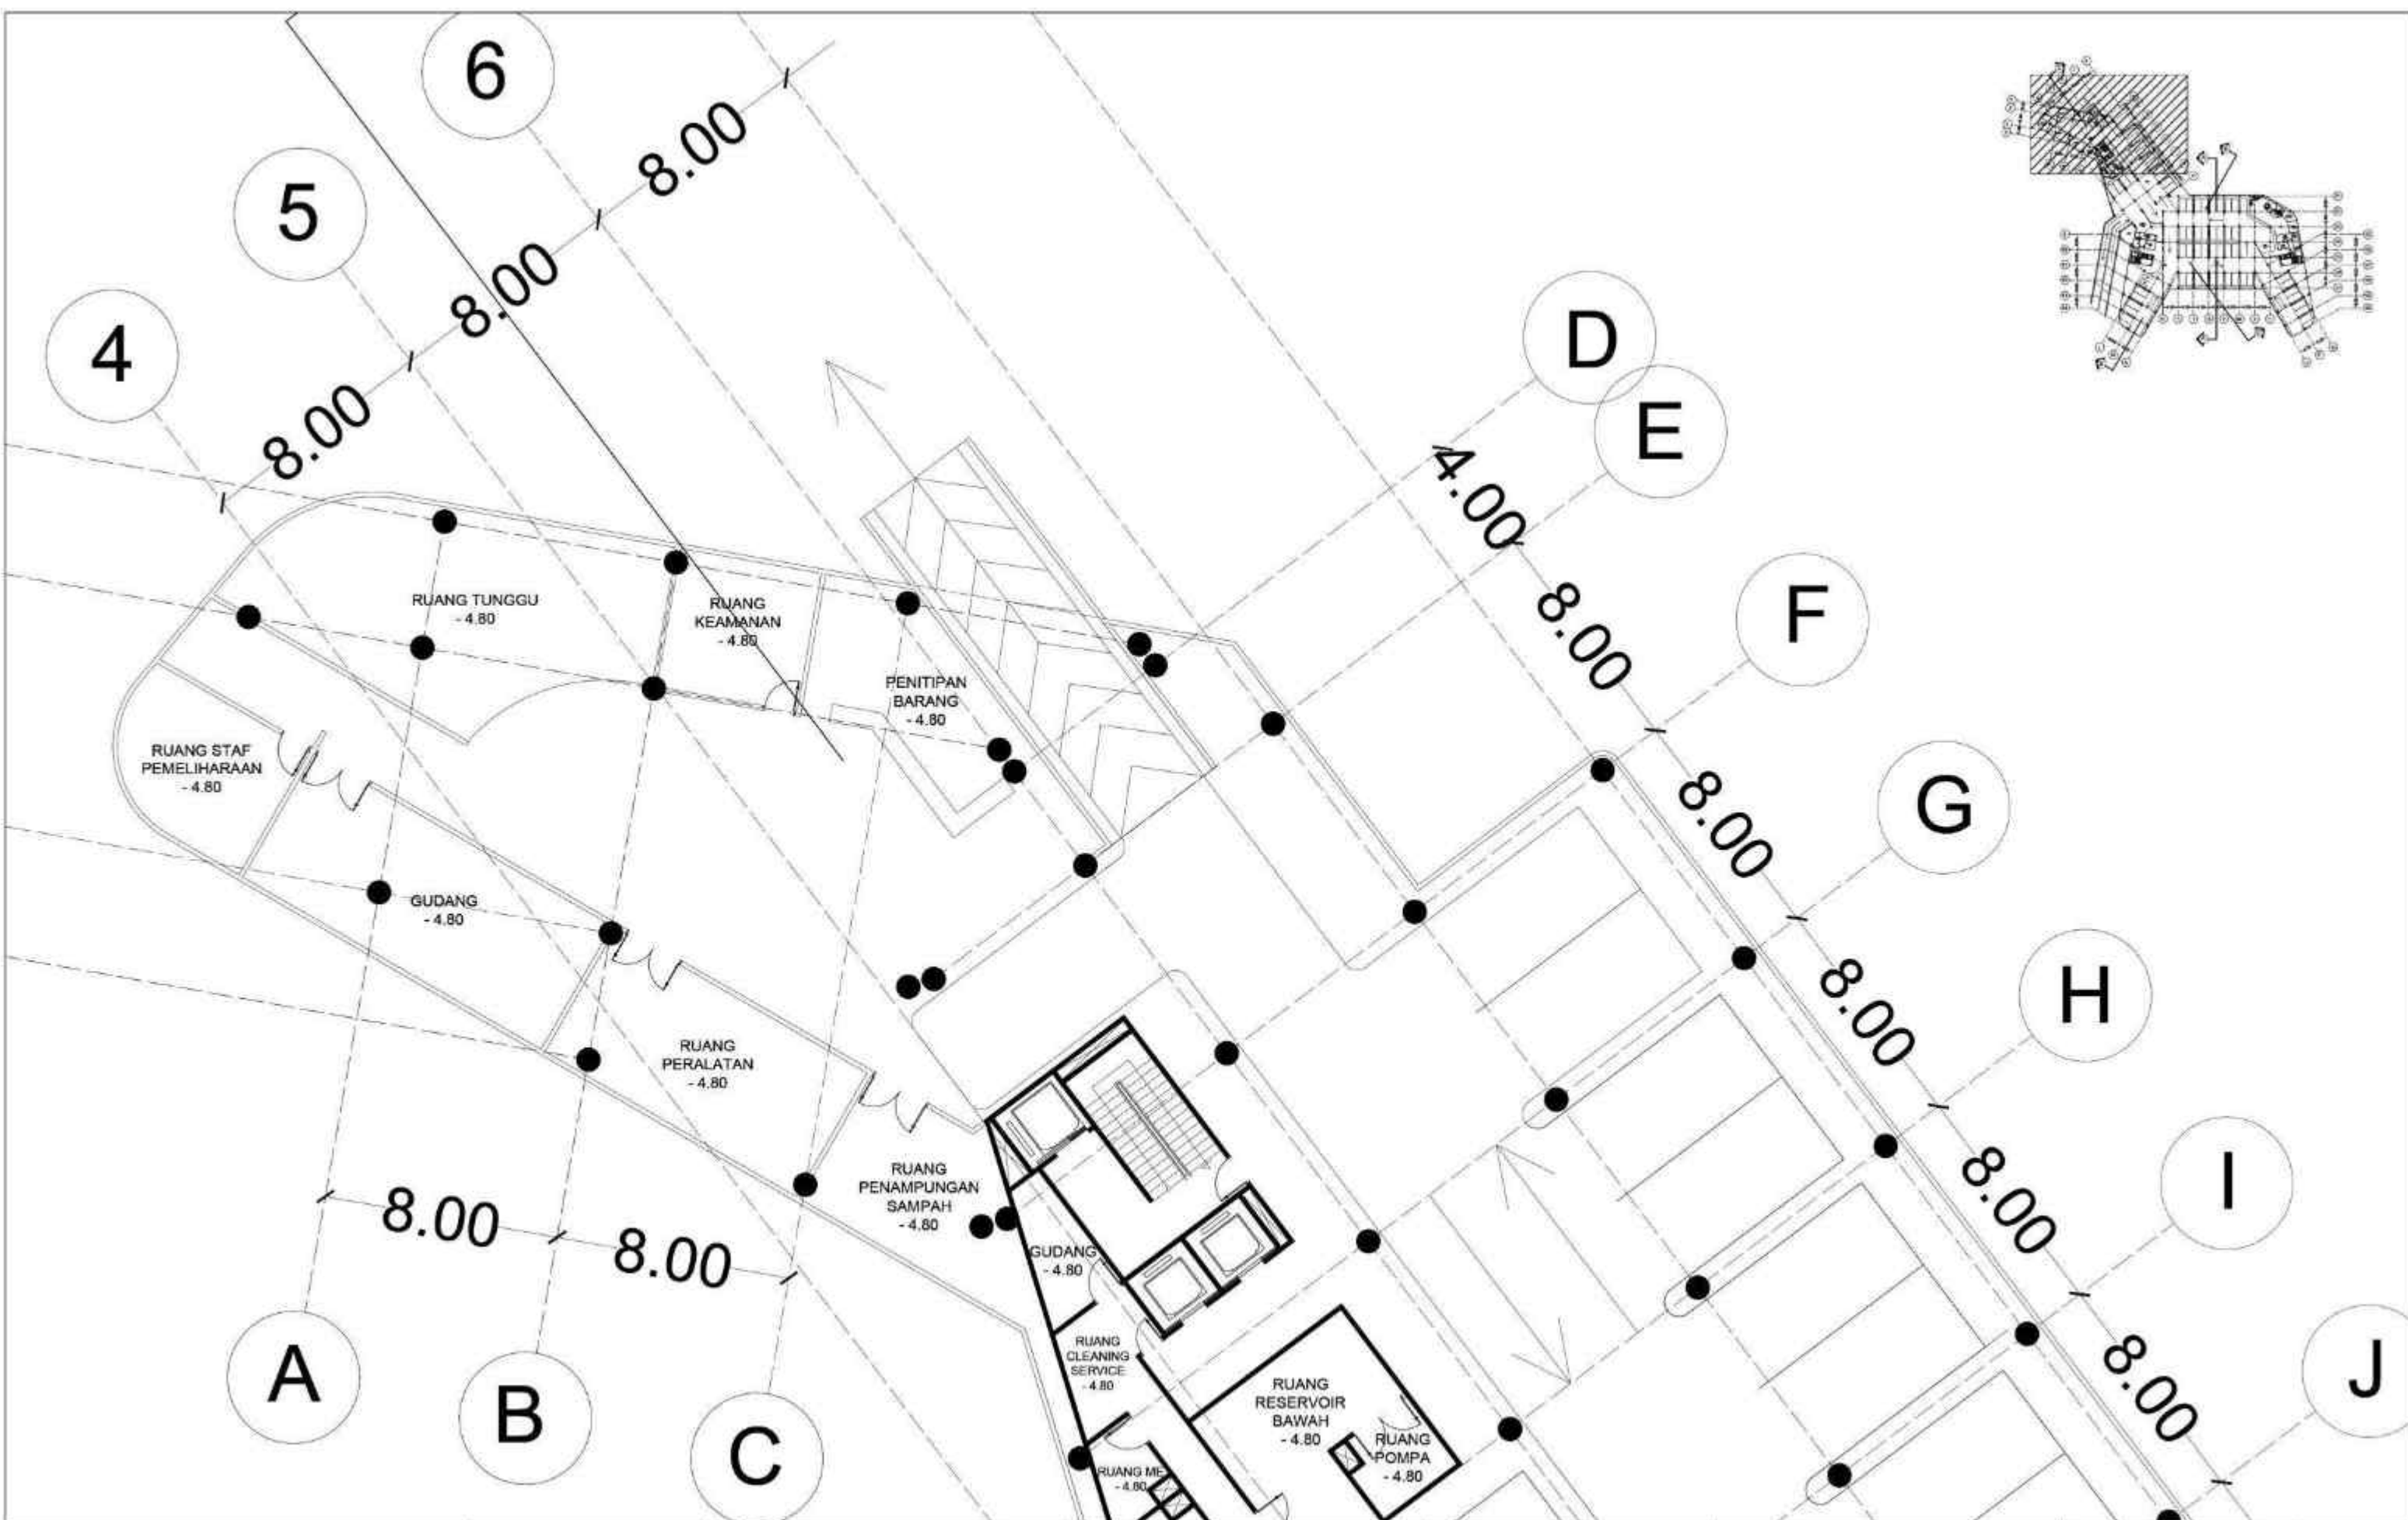 6
8.00
5
8.00
4
8.00
D
E
4.00
F
8.00
G
8.00
H
8.00
I
8.00
J
8.00
RUANG TUNGGU
- 4.80
RUANG
KEAMANAN
- 4.80
PENITIPAN
BARANG
- 4.80
RUANG STAF
PEMELIHARAAN
- 4.80
GUDANG
- 4.80
RUANG
PERALATAN
- 4.80
RUANG
PENAMPUNGAN
SAMPAH
- 4.80
GUDANG
- 4.80
RUANG
CLEANING
SERVICE
- 4.80
RUANG
RESERVOIR
BAWAH
- 4.80
RUANG
POMPA
- 4.80
RUANG ME
- 4.80
8.00
8.00
A
B
C